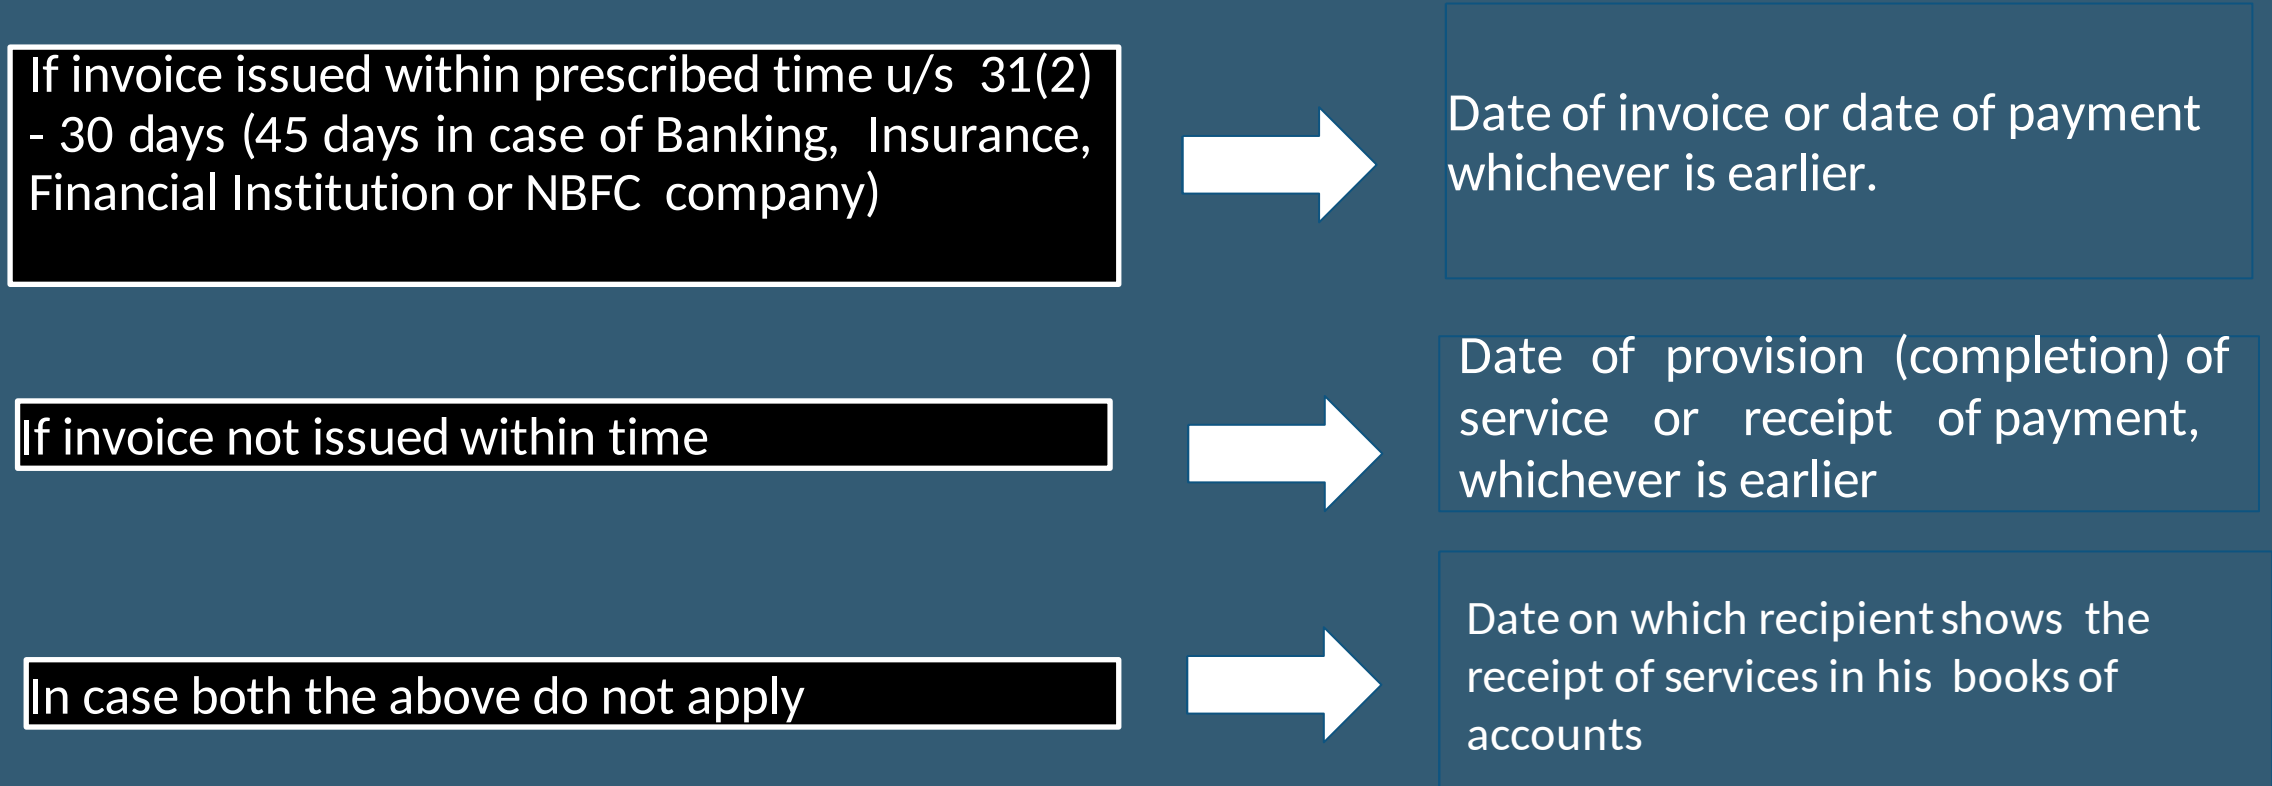 If invoice issued within prescribed time u/s 31(2)
- 30 days (45 days in case of Banking, Insurance,
Financial Institution or NBFC company)
Date of invoice or date of payment
whichever is earlier.
If invoice not issued within time
Date of provision (completion) of
service or receipt of payment,
whichever is earlier
In case both the above do not apply
Date on which recipient shows the
receipt of services in his books of
accounts